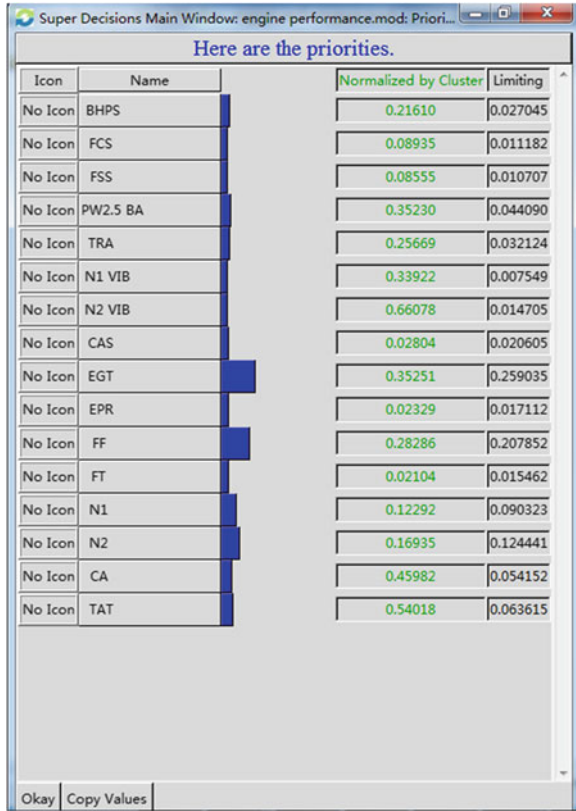 Super Decisions Main Window: engine performance.mod: Priori...
Here are the priorities.
Icon Name Normalized by Cluster Limiting
No Icon BHPS 0.21610 0.027045
No Icon FCS 0.08935 0.011182
No Icon FSS 0.08555 0.010707
No Icon PW2.5 BA 0.35230 0.044090
No Icon TRA 0.25669 0.032124
No Icon N1 VIB 0.33922 0.007549
No Icon N2 VIB 0.66078 0.014705
No Icon CAS 0.02804 0.020605
No Icon EGT 0.35251 0.259035
No Icon EPR 0.02329 0.017112
No Icon FF 0.28286 0.207852
No Icon FT 0.02104 0.015462
No Icon N1 0.12292 0.090323
No Icon N2 0.16935 0.124441
No Icon CA 0.45982 0.054152
No Icon TAT 0.54018 0.063615
Okay Copy Values